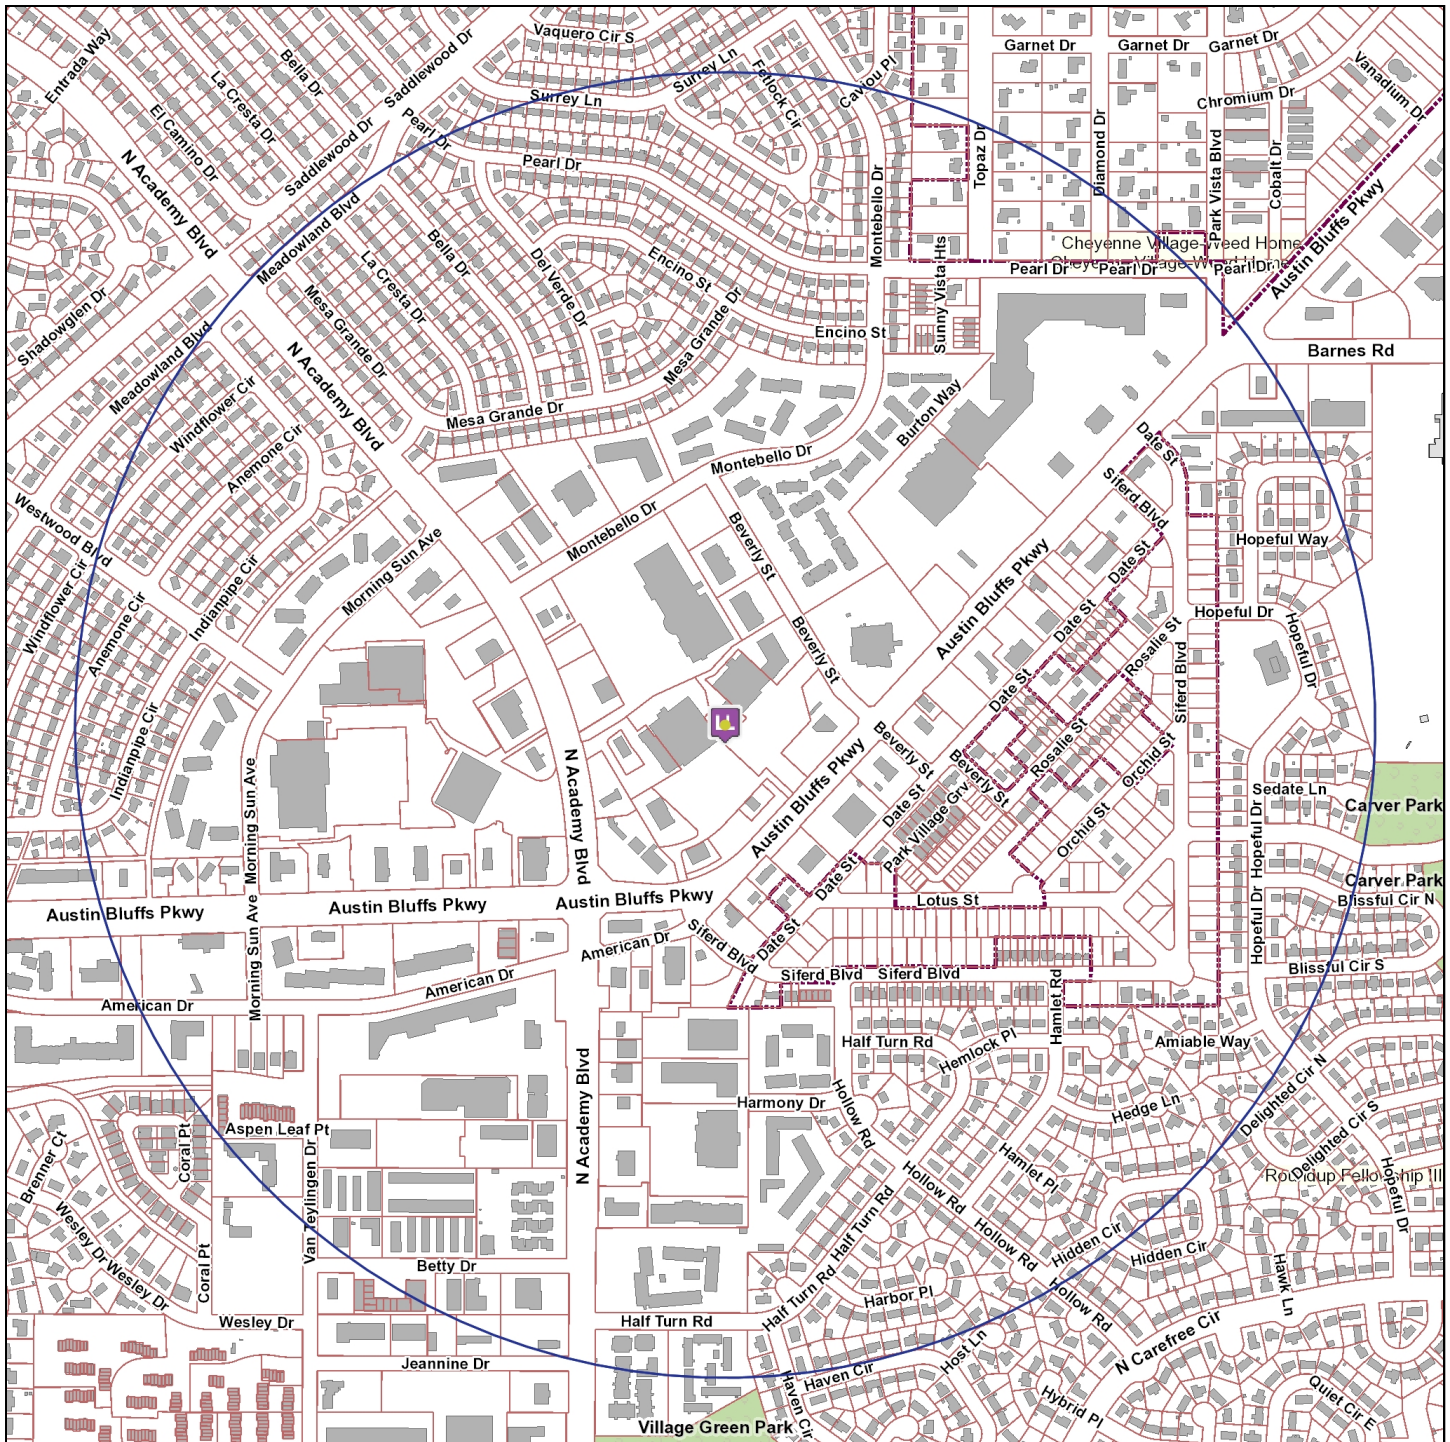 Vaquero Cir S
Garnet Dr
Garnet Dr
Garnet Dr
Entrada Way
Bella Dr
Saddlewood Dr
Surrey Ln
Fetlock Cir
Cavou Pl
Vanadium Dr
La Cresta Dr
Surrey Ln
Chromium Dr
El Camino Dr
Pearl Dr
Saddlewood Dr
Pearl Dr
Topaz Dr
Diamond Dr
Park Vista Blvd
Cobalt Dr
N Academy Blvd
Meadowland Blvd
Montebello Dr
Bella Dr
La Cresta Dr
Del Verde Dr
Encino St
Sunny Vista Hts
Cheyenne Village-Weed Home
Pearl Dr
Pearl Dr
Pearl Dr
Austin Bluffs Pkwy
Shadowglen Dr
Mesa Grande Dr
Mesa Grande Dr
Encino St
Barnes Rd
Meadowland Blvd
N Academy Blvd
Windflower Cir
Mesa Grande Dr
Burton Way
Anemone Cir
Montebello Dr
Date St
Siferd Blvd
Westwood Blvd
Montebello Dr
Beverly St
Hopeful Way
Morning Sun Ave
Date St
Windflower Cir
Anemone Cir
Indianpipe Cir
Austin Bluffs Pkwy
Date St
Hopeful Dr
Rosalie St
Beverly St
Hopeful Dr
Siferd Blvd
Date St
Indianpipe Cir
Beverly St
Rosalie St
Orchid St
Beverly St
N Academy Blvd
Austin Bluffs Pkwy
Morning Sun Ave
Date St
Park Village Grv
Orchid St
Sedate Ln
Carver Park
Hopeful Dr
Hopeful Dr
Date St
Carver Park
Blissful Cir N
Austin Bluffs Pkwy
Austin Bluffs Pkwy
Austin Bluffs Pkwy
Lotus St
Morning Sun Ave
American Dr
Siferd Blvd
Date St
Siferd Blvd
Siferd Blvd
Blissful Cir S
American Dr
American Dr
Hamlet Rd
Half Turn Rd
Hemlock Pl
Amiable Way
N Academy Blvd
Harmony Dr
Hollow Rd
Hedge Ln
Delighted Cir N
Delighted Cir S
Coral Pt
Aspen Leaf Pt
Bremner Ct
Van Teylingen Dr
Hamlet Pl
Hollow Rd
Roundup Fellowship III
Hopeful Dr
Wesley Dr
Wesley Dr
Coral Pt
Half Turn Rd
Hollow Rd
Hidden Cir
Hidden Cir
Betty Dr
Hawk Ln
Half Turn Rd
Harbor Pl
Hollow Rd
Wesley Dr
Half Turn Rd
N Carefree Cir
Jeannine Dr
Haven Cir
Host Ln
Haven Cir
Hybrid Pl
Quiet Cir E
Village Green Park